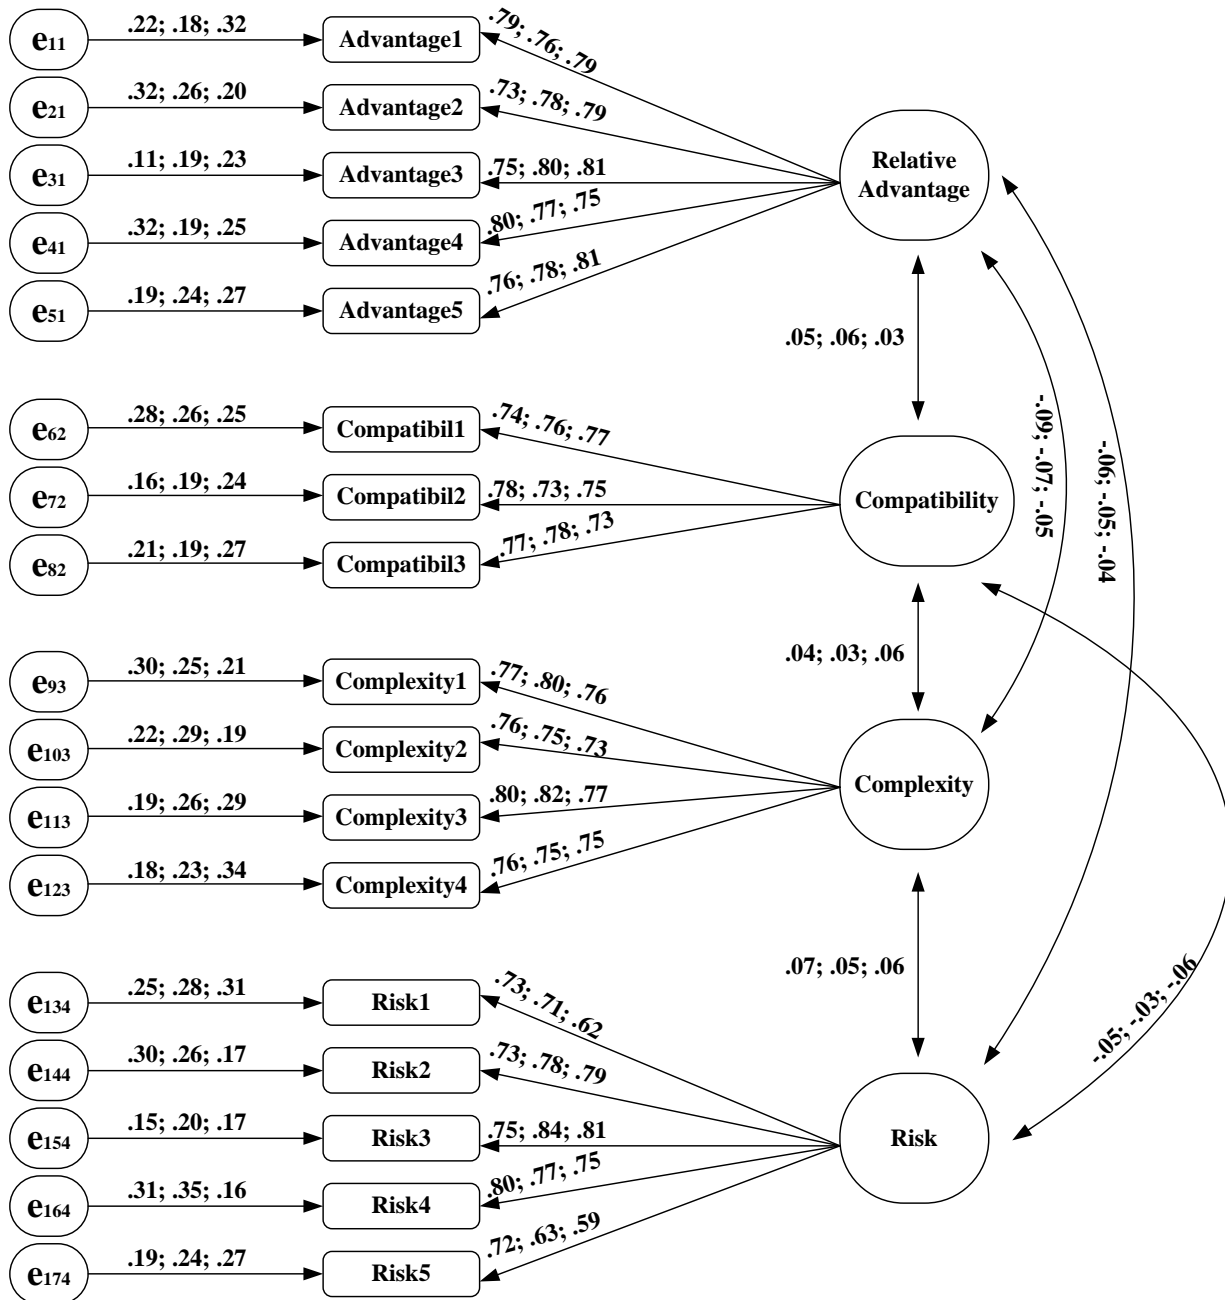 e11 .22; .18; .32 Advantage1 .79; .76; .79
e21 .32; .26; .20 Advantage2 .73; .78; .79
e31 .11; .19; .23 Advantage3 .75; .80; .81
e41 .32; .19; .25 Advantage4 .80; .77; .75
e51 .19; .24; .27 Advantage5 .76; .78; .81
Relative
Advantage
.05; .06; .03
-.09; -.07; -.05
-.06; -.05; -.04
e62 .28; .26; .25 Compatibil1 .74; .76; .77
e72 .16; .19; .24 Compatibil2 .78; .73; .75
e82 .21; .19; .27 Compatibil3 .77; .78; .73
Compatibility
.04; .03; .06
e93 .30; .25; .21 Complexity1 .77; .80; .76
e103 .22; .29; .19 Complexity2 .76; .75; .73
e113 .19; .26; .29 Complexity3 .80; .82; .77
e123 .18; .23; .34 Complexity4 .76; .75; .75
Complexity
.07; .05; .06
-.05; -.03; -.06
e134 .25; .28; .31 Risk1 .73; .71; .62
e144 .30; .26; .17 Risk2 .73; .78; .79
e154 .15; .20; .17 Risk3 .75; .84; .81
e164 .31; .35; .16 Risk4 .80; .77; .75
e174 .19; .24; .27 Risk5 .72; .63; .59
Risk